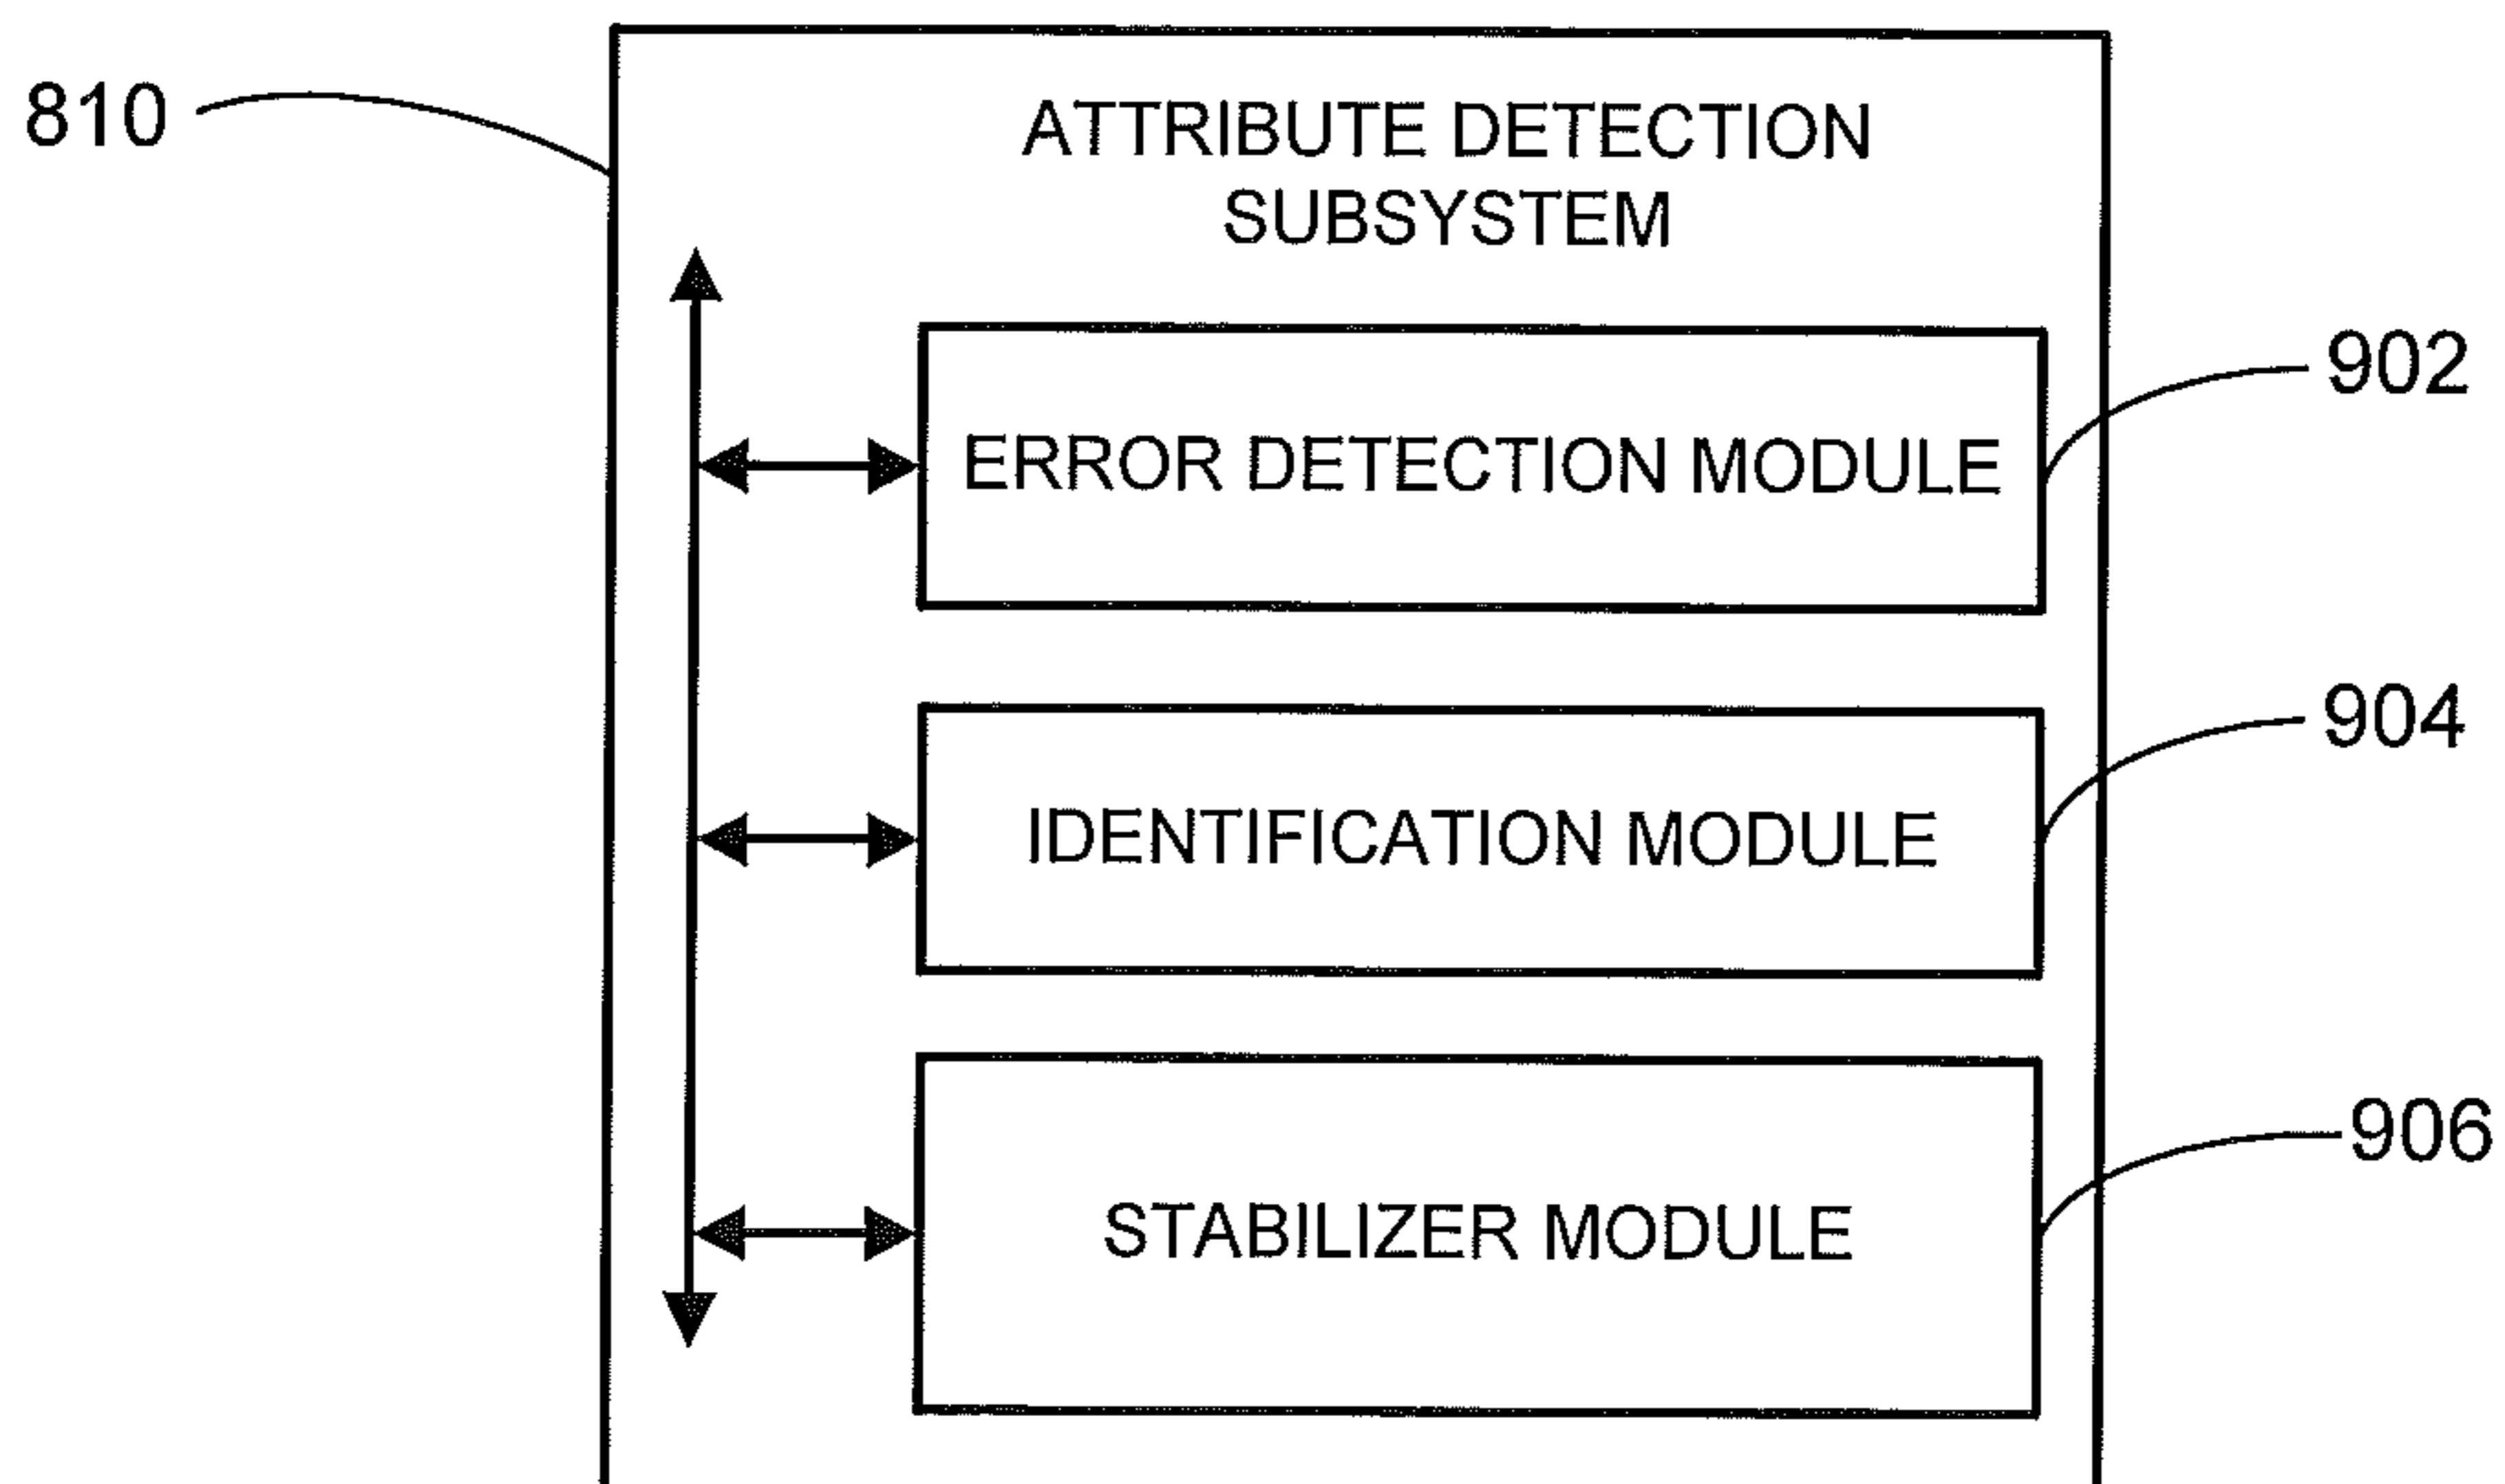 810
ATTRIBUTE DETECTION
SUBSYSTEM
902
ERROR DETECTION MODULE
904
IDENTIFICATION MODULE
906
STABILIZER MODULE